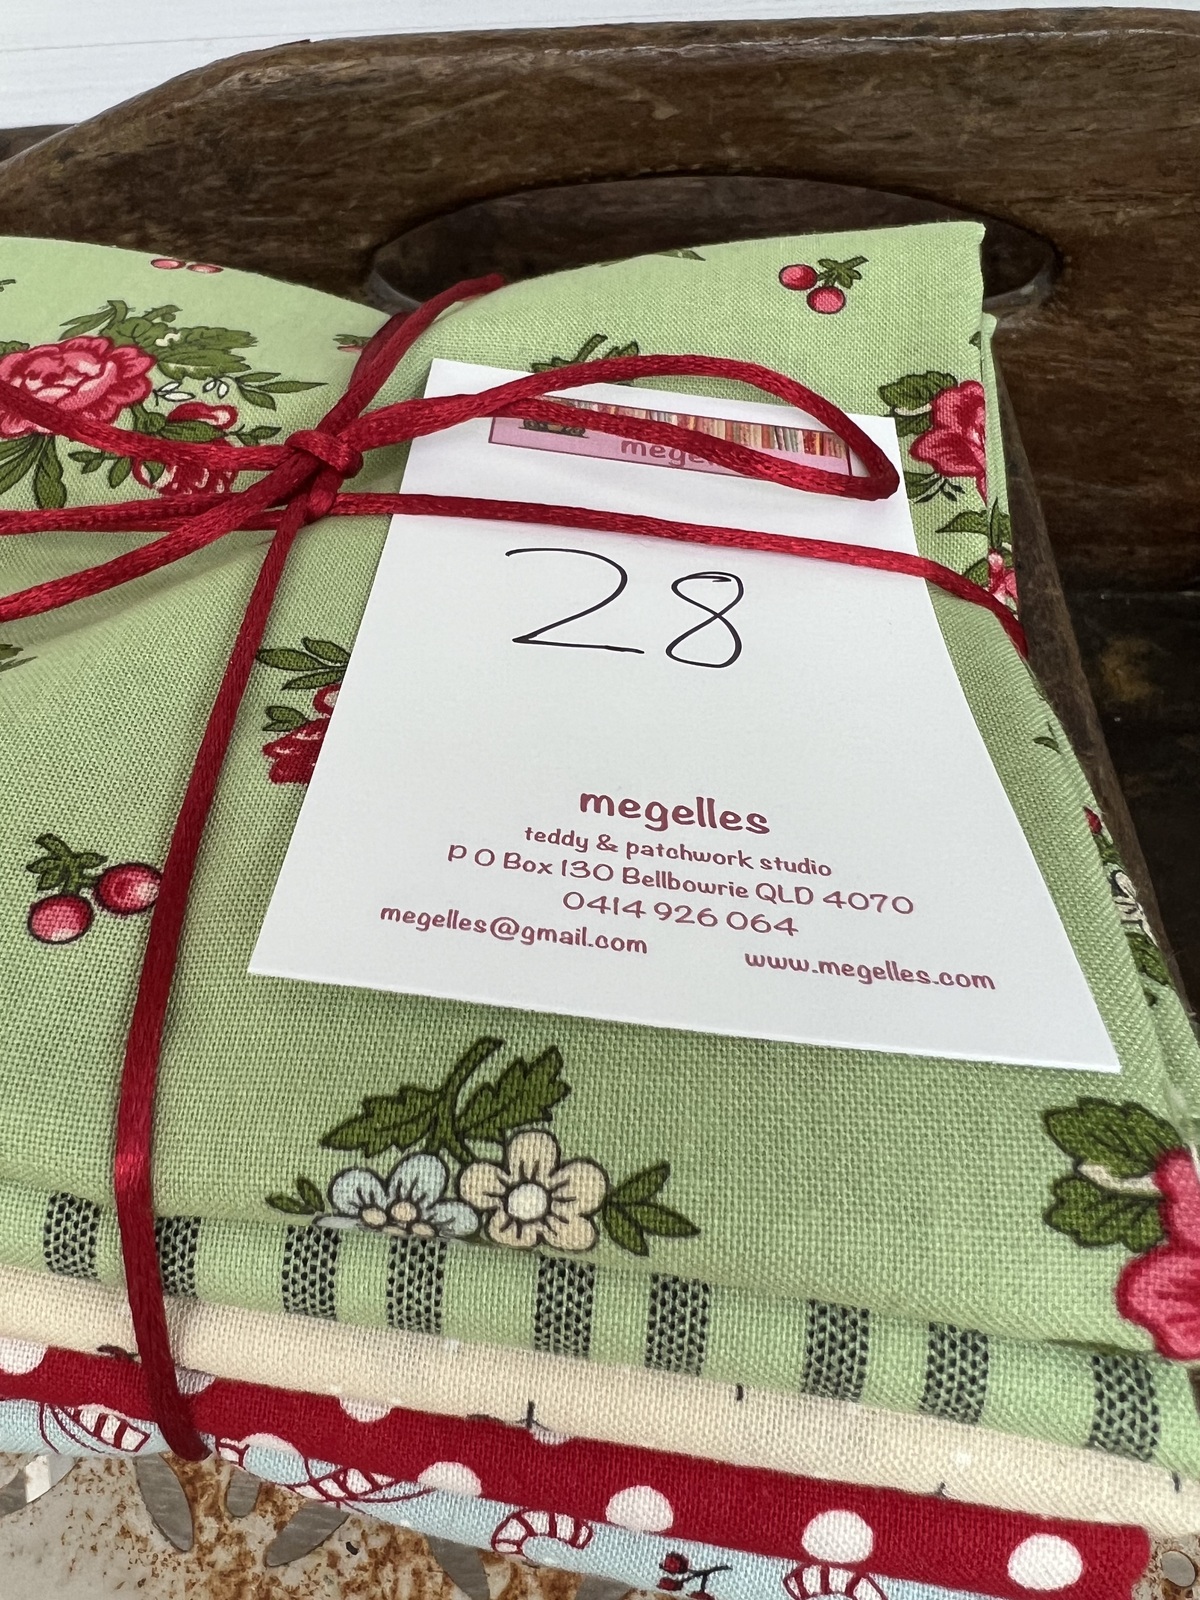 28
megelles
teddy & patchwork studio
P O Box 130 Bellbowrie QLD 4070
0414 926 064
megelles@gmail.com
www.megelles.com